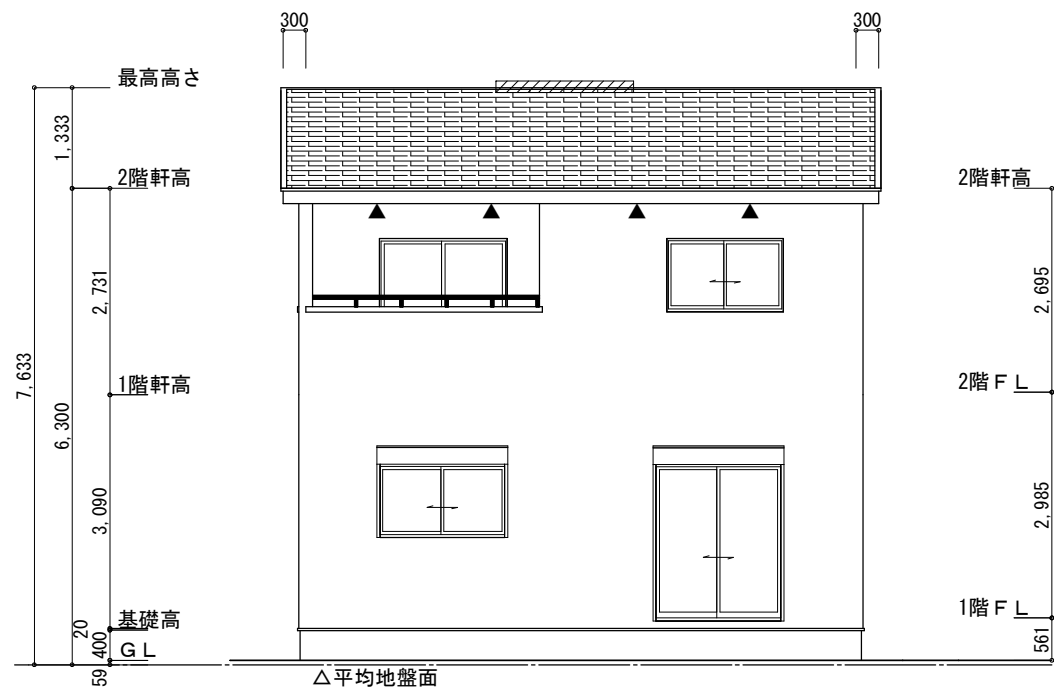 300
300
最高高さ
1,333
2階軒高
2階軒高
2,731
2,695
7,633
1階軒高
2階ＦＬ
6,300
3,090
2,985
基礎高
1階ＦＬ
20
400
ＧＬ
561
59
△平均地盤面